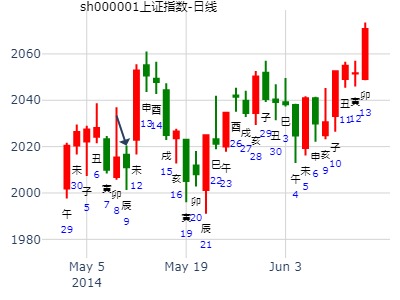 sh000001上证指数-日线
2060
2040
2020
2000
1980
午
29
未
30
子
5
丑
6
寅
7
卯
8
辰
9
未
12
申
13
酉
14
戌
15
亥
16
寅
19
卯
20
辰
21
巳
22
午
23
酉
26
戌
27
亥
28
子
29
丑
30
巳
3
午
4
未
5
申
6
亥
9
子
10
丑
11
寅
12
卯
13
May 5
2014
May 19
Jun 3